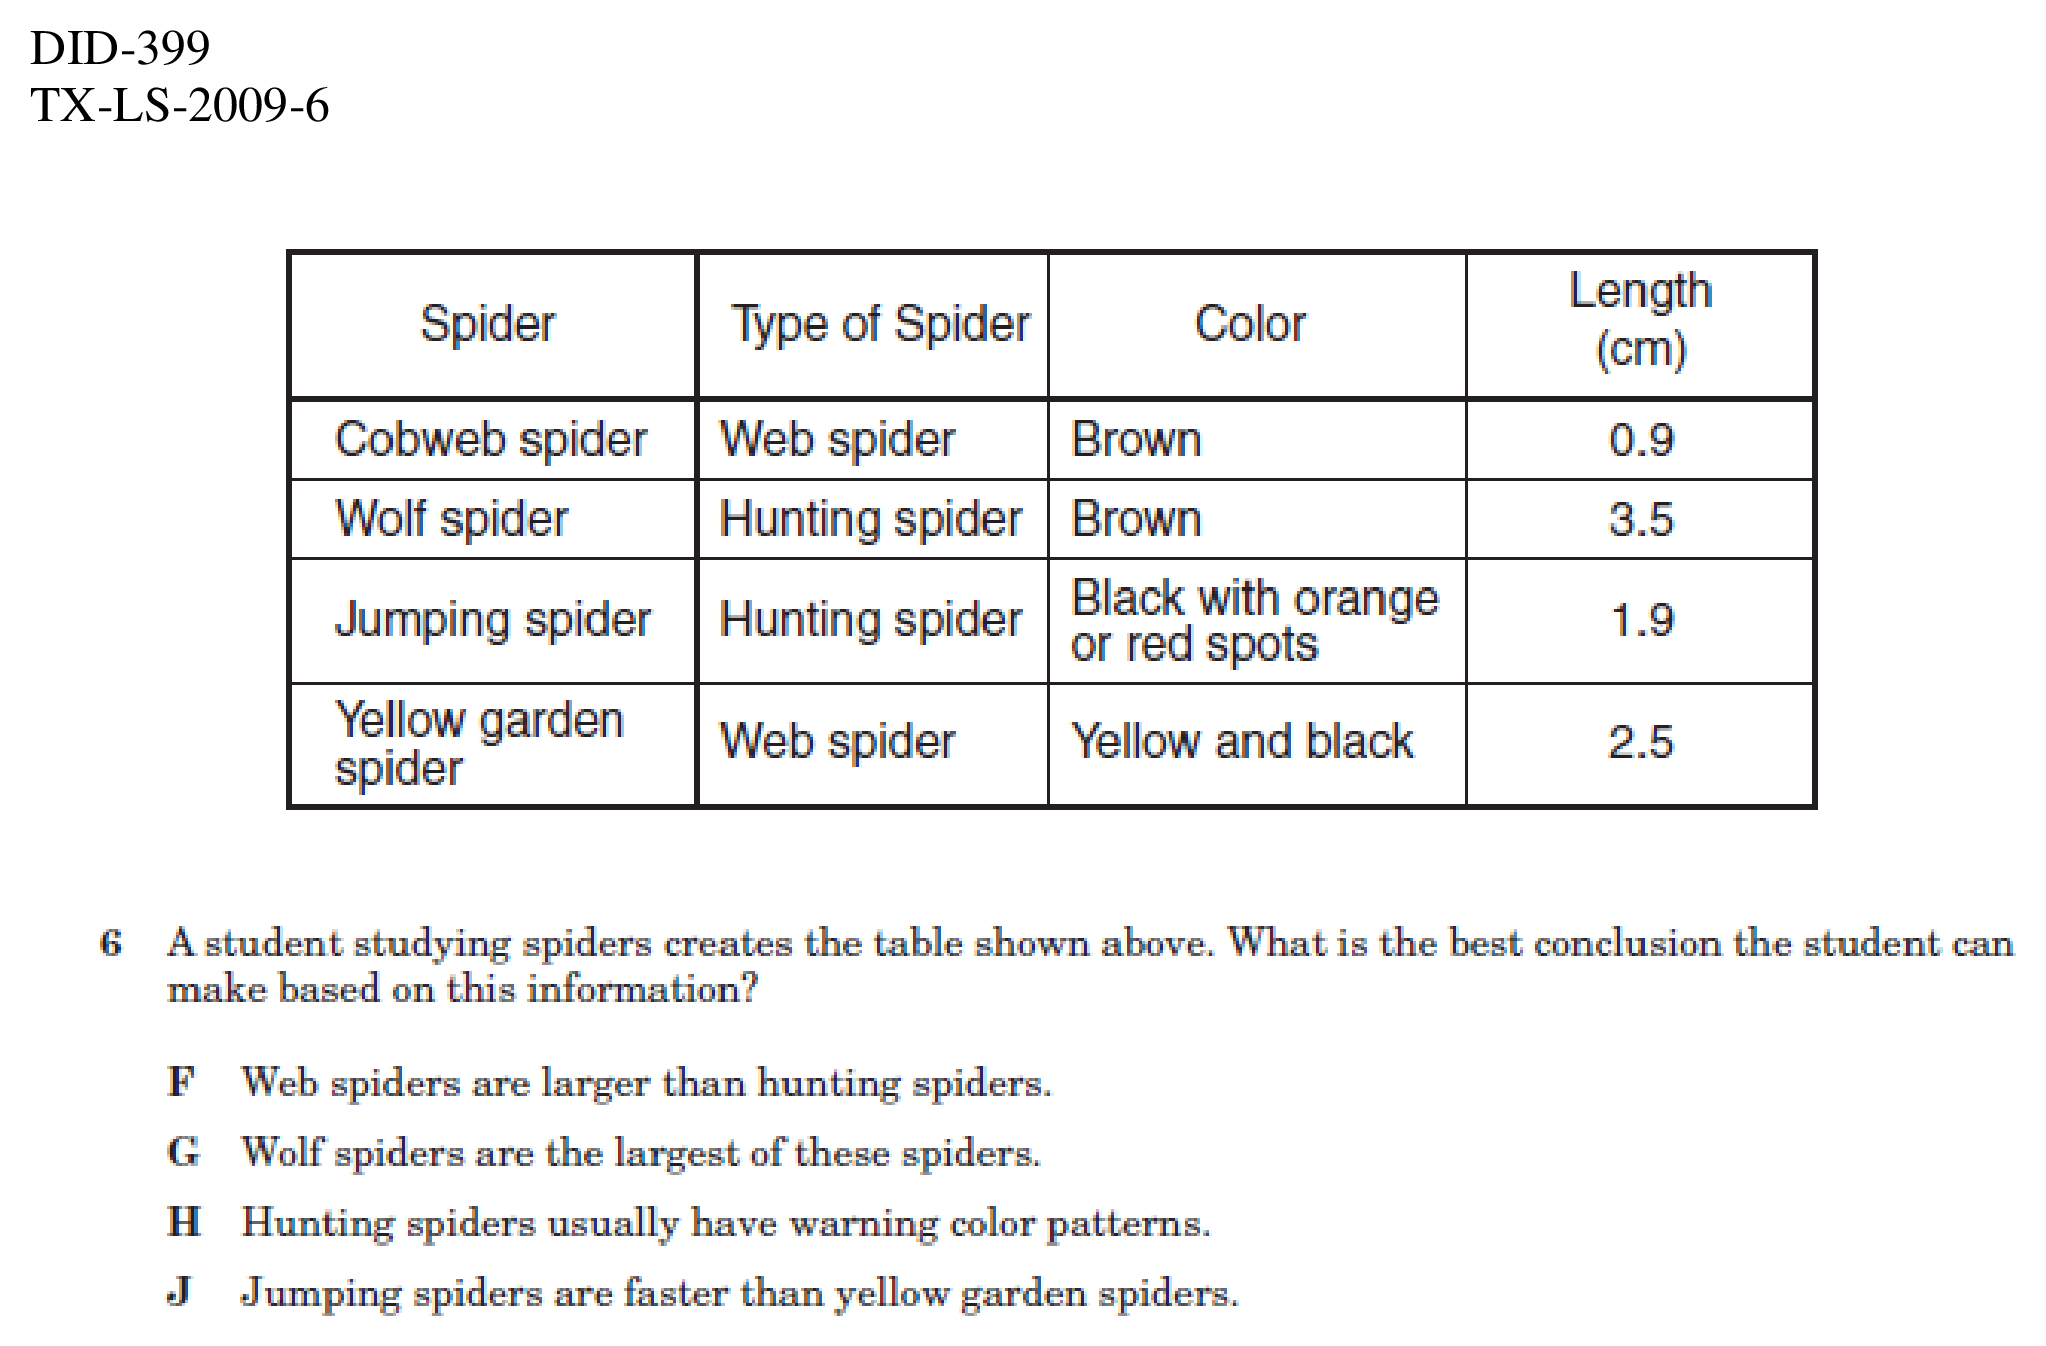 DID-399
TX-LS-2009-6
Spider Type of Spider Color Length
(cm)
Cobweb spider Web spider Brown 0.9
Wolf spider Hunting spider Brown 3.5
Jumping spider Hunting spider Black with orange
or red spots 1.9
Yellow garden
spider Web spider Yellow and black 2.5
6 A student studying spiders creates the table shown above. What is the best conclusion the student can
make based on this information?
F Web spiders are larger than hunting spiders.
G Wolf spiders are the largest of these spiders.
H Hunting spiders usually have warning color patterns.
J Jumping spiders are faster than yellow garden spiders.